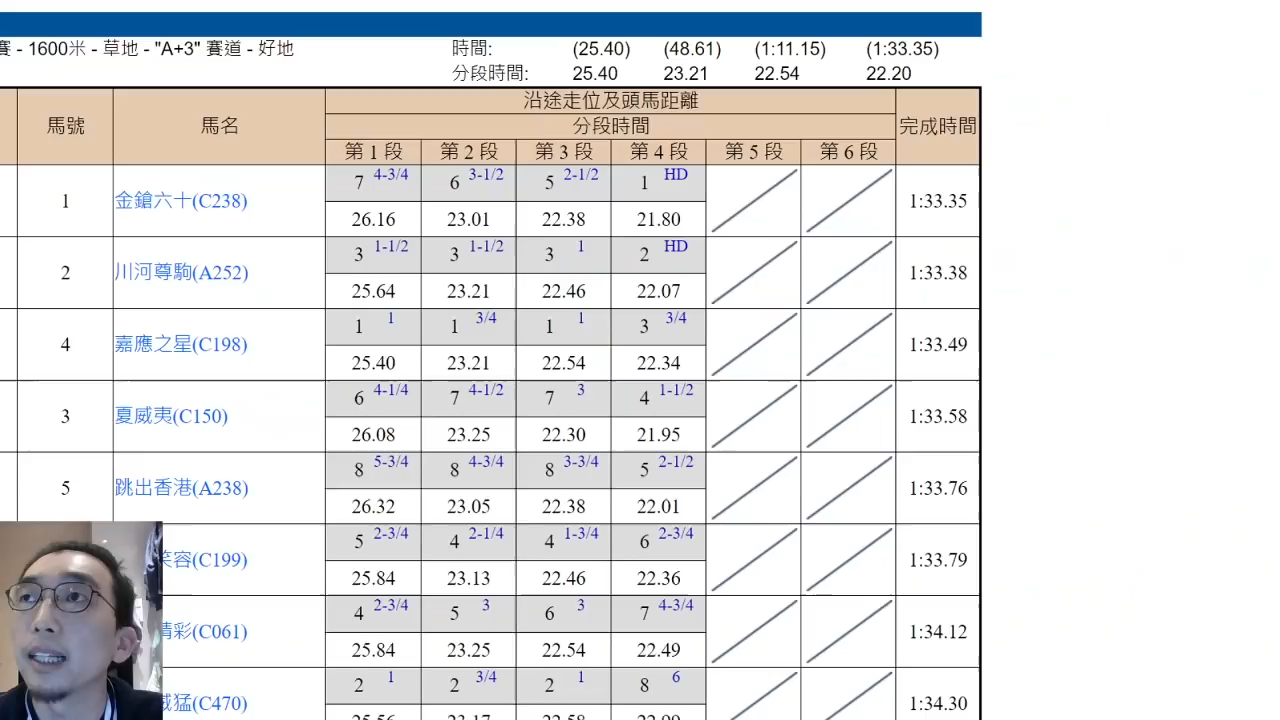 賽 - 1600米 - 草地 - "A+3" 賽道 - 好地
時間: (25.40) (48.61) (1:11.15) (1:33.35)
分段時間: 25.40 23.21 22.54 22.20
馬號 馬名 沿途走位及頭馬距離 完成時間
分段時間
第 1 段 第 2 段 第 3 段 第 4 段 第 5 段 第 6 段
1 金鎗六十(C238) 7 4-3/4 6 3-1/2 5 2-1/2 1 HD 1:33.35
26.16 23.01 22.38 21.80
2 川河尊駒(A252) 3 1-1/2 3 1-1/2 3 1 2 HD 1:33.38
25.64 23.21 22.46 22.07
4 嘉應之星(C198) 1 1 1 3/4 1 1 3 3/4 1:33.49
25.40 23.21 22.54 22.34
3 夏威夷(C150) 6 4-1/4 7 4-1/2 7 3 4 1-1/2 1:33.58
26.08 23.25 22.30 21.95
5 跳出香港(A238) 8 5-3/4 8 4-3/4 8 3-3/4 5 2-1/2 1:33.76
26.32 23.05 22.38 22.01
笑容(C199) 5 2-3/4 4 2-1/4 4 1-3/4 6 2-3/4 1:33.79
25.84 23.13 22.46 22.36
精彩(C061) 4 2-3/4 5 3 6 3 7 4-3/4 1:34.12
25.84 23.25 22.54 22.49
威猛(C470) 2 1 2 3/4 2 1 8 6 1:34.30
25.56 23.17 22.58 22.99